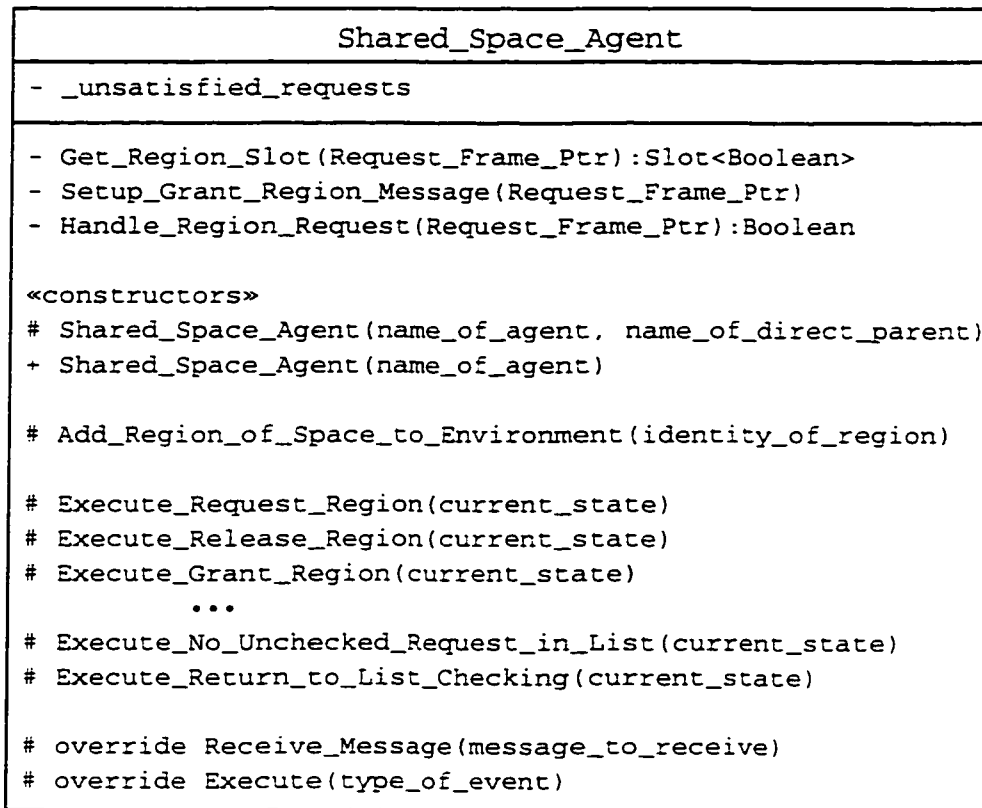 Shared_Space_Agent
- _unsatisfied_requests
- Get_Region_Slot(Request_Frame_Ptr):Slot<Boolean>
- Setup_Grant_Region_Message(Request_Frame_Ptr)
- Handle_Region_Request(Request_Frame_Ptr):Boolean
«constructors»
# Shared_Space_Agent(name_of_agent, name_of_direct_parent)
+ Shared_Space_Agent(name_of_agent)
# Add_Region_of_Space_to_Environment(identity_of_region)
# Execute_Request_Region(current_state)
# Execute_Release_Region(current_state)
# Execute_Grant_Region(current_state)
•••
# Execute_No_Unchecked_Request_in_List(current_state)
# Execute_Return_to_List_Checking(current_state)
# override Receive_Message(message_to_receive)
# override Execute(type_of_event)